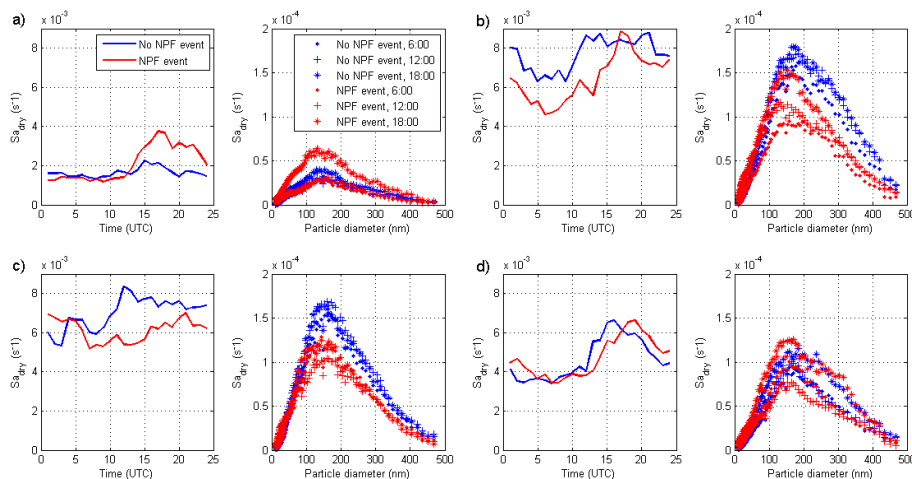 a)
x 10⁻³
8
6
4
2
0
0 5 10 15 20 25
Sa_dry (s⁻¹)
Time (UTC)
No NPF event
NPF event
x 10⁻⁴
2
1.5
1
0.5
0
0 100 200 300 400 500
Sa_dry (s⁻¹)
Particle diameter (nm)
No NPF event, 6:00
No NPF event, 12:00
No NPF event, 18:00
NPF event, 6:00
NPF event, 12:00
NPF event, 18:00
b)
x 10⁻³
8
6
4
2
0
0 5 10 15 20 25
Sa_dry (s⁻¹)
Time (UTC)
x 10⁻⁴
2
1.5
1
0.5
0
0 100 200 300 400 500
Sa_dry (s⁻¹)
Particle diameter (nm)
c)
x 10⁻³
8
6
4
2
0
0 5 10 15 20 25
Sa_dry (s⁻¹)
Time (UTC)
x 10⁻⁴
2
1.5
1
0.5
0
0 100 200 300 400 500
Sa_dry (s⁻¹)
Particle diameter (nm)
d)
x 10⁻³
8
6
4
2
0
0 5 10 15 20 25
Sa_dry (s⁻¹)
Time (UTC)
x 10⁻⁴
2
1.5
1
0.5
0
0 100 200 300 400 500
Sa_dry (s⁻¹)
Particle diameter (nm)